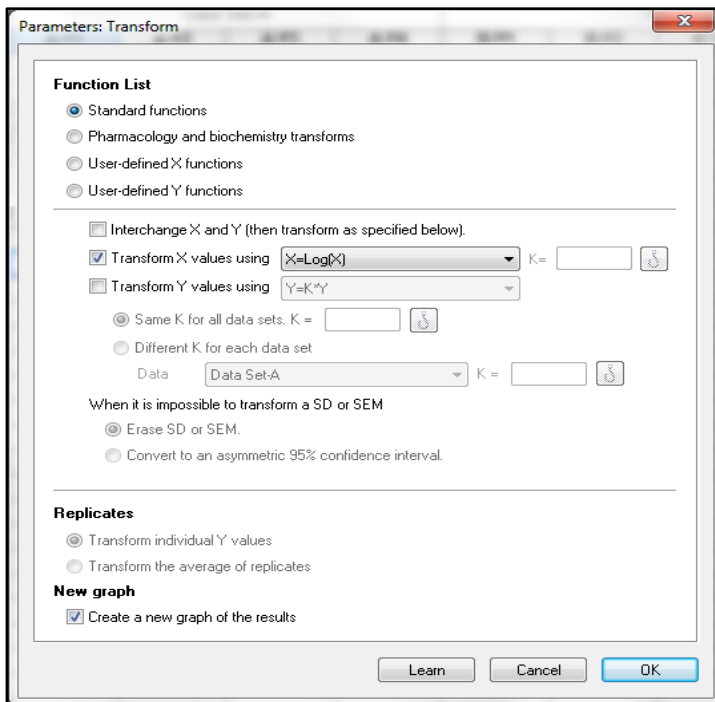 Parameters: Transform
Function List
Standard functions
Pharmacology and biochemistry transforms
User-defined X functions
User-defined Y functions
Interchange X and Y (then transform as specified below).
Transform X values using X=Log(X) K=
Transform Y values using Y=K*Y
Same K for all data sets. K =
Different K for each data set
Data Data Set-A K =
When it is impossible to transform a SD or SEM
Erase SD or SEM.
Convert to an asymmetric 95% confidence interval.
Replicates
Transform individual Y values
Transform the average of replicates
New graph
Create a new graph of the results
Learn Cancel OK